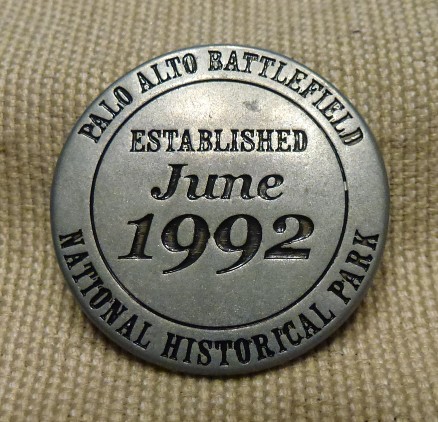 PALO ALTO BATTLEFIELD
ESTABLISHED
June
1992
NATIONAL HISTORICAL PARK